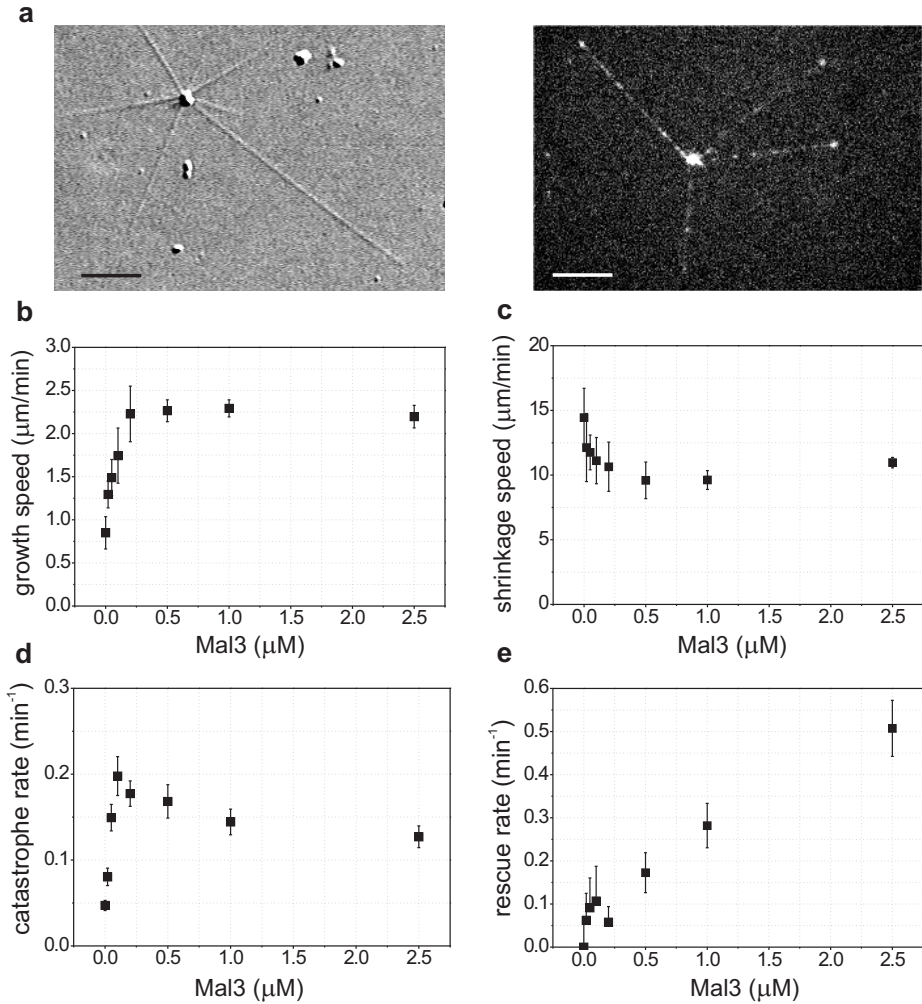 a
b
c
3.0
2.5
2.0
1.5
1.0
0.5
0.0
growth speed (μm/min)
0.0 0.5 1.0 1.5 2.0 2.5
Mal3 (μM)
20
15
10
5
0
shrinkage speed (μm/min)
0.0 0.5 1.0 1.5 2.0 2.5
Mal3 (μM)
d
e
0.3
0.2
0.1
0.0
catastrophe rate (min⁻¹)
0.0 0.5 1.0 1.5 2.0 2.5
Mal3 (μM)
0.6
0.5
0.4
0.3
0.2
0.1
0.0
rescue rate (min⁻¹)
0.0 0.5 1.0 1.5 2.0 2.5
Mal3 (μM)